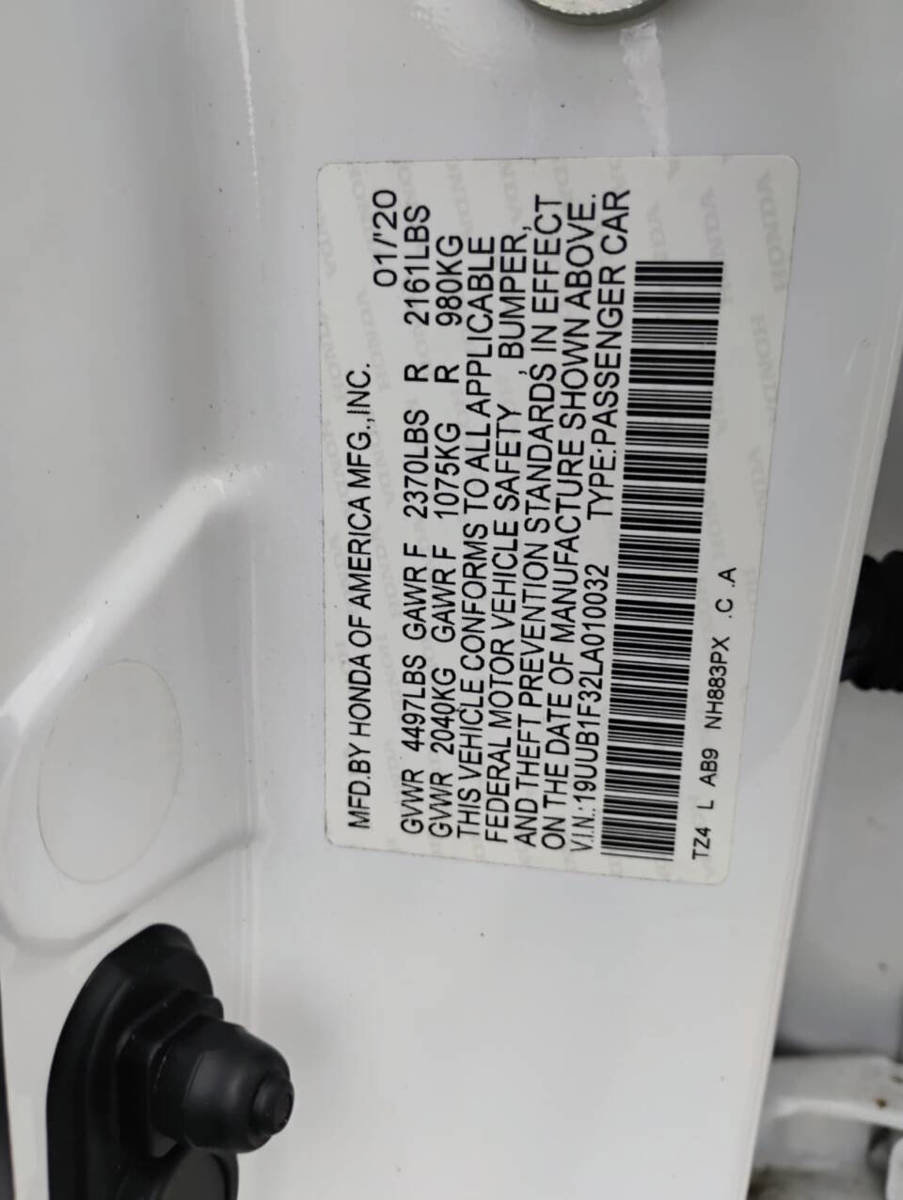 MFD.BY HONDA OF AMERICA MFG.,INC. 01/'20
GVWR 4497LBS GAWR F 2370LBS R 2161LBS
GVWR 2040KG GAWR F 1075KG R 980KG
THIS VEHICLE CONFORMS TO ALL APPLICABLE
FEDERAL MOTOR VEHICLE SAFETY , BUMPER,
AND THEFT PREVENTION STANDARDS IN EFFECT
ON THE DATE OF MANUFACTURE SHOWN ABOVE.
V.I.N.:19UUB1F32LA010032 TYPE:PASSENGER CAR
TZ4 L AB9 NH883PX .C .A